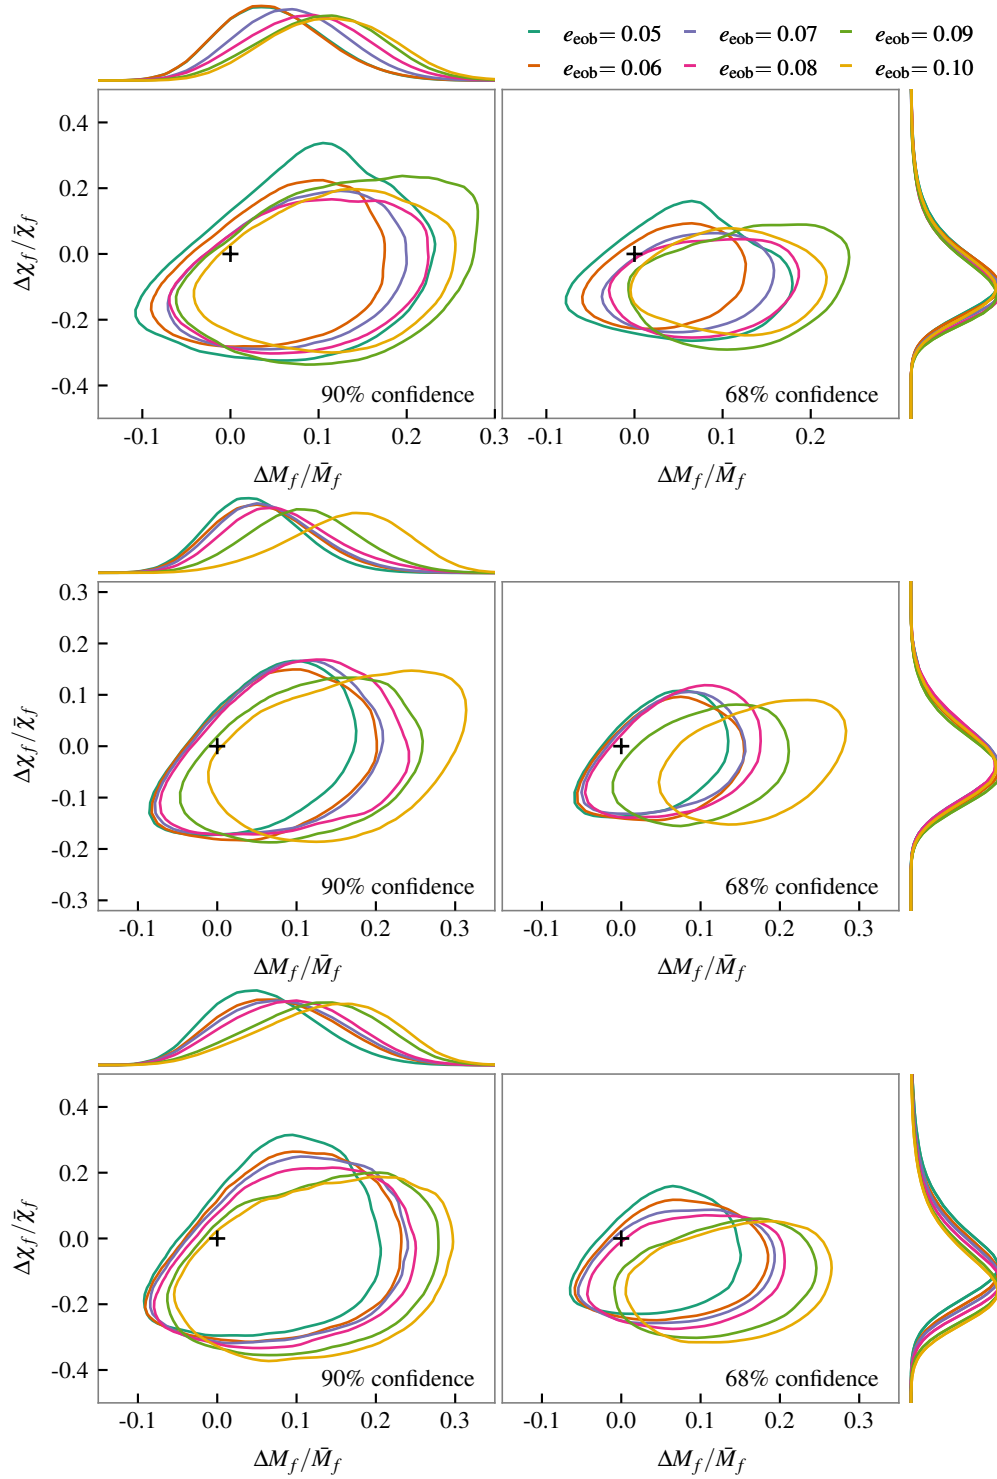 e_eob = 0.05 e_eob = 0.07 e_eob = 0.09
e_eob = 0.06 e_eob = 0.08 e_eob = 0.10
0.4
0.2
0.0
-0.2
-0.4
Δχ_f/χ̄_f
90% confidence
68% confidence
-0.1 0.0 0.1 0.2 0.3
-0.1 0.0 0.1 0.2
ΔM_f/M̄_f
ΔM_f/M̄_f
0.3
0.2
0.1
0.0
-0.1
-0.2
-0.3
Δχ_f/χ̄_f
90% confidence
68% confidence
-0.1 0.0 0.1 0.2 0.3
-0.1 0.0 0.1 0.2 0.3
ΔM_f/M̄_f
ΔM_f/M̄_f
0.4
0.2
0.0
-0.2
-0.4
Δχ_f/χ̄_f
90% confidence
68% confidence
-0.1 0.0 0.1 0.2 0.3
-0.1 0.0 0.1 0.2 0.3
ΔM_f/M̄_f
ΔM_f/M̄_f